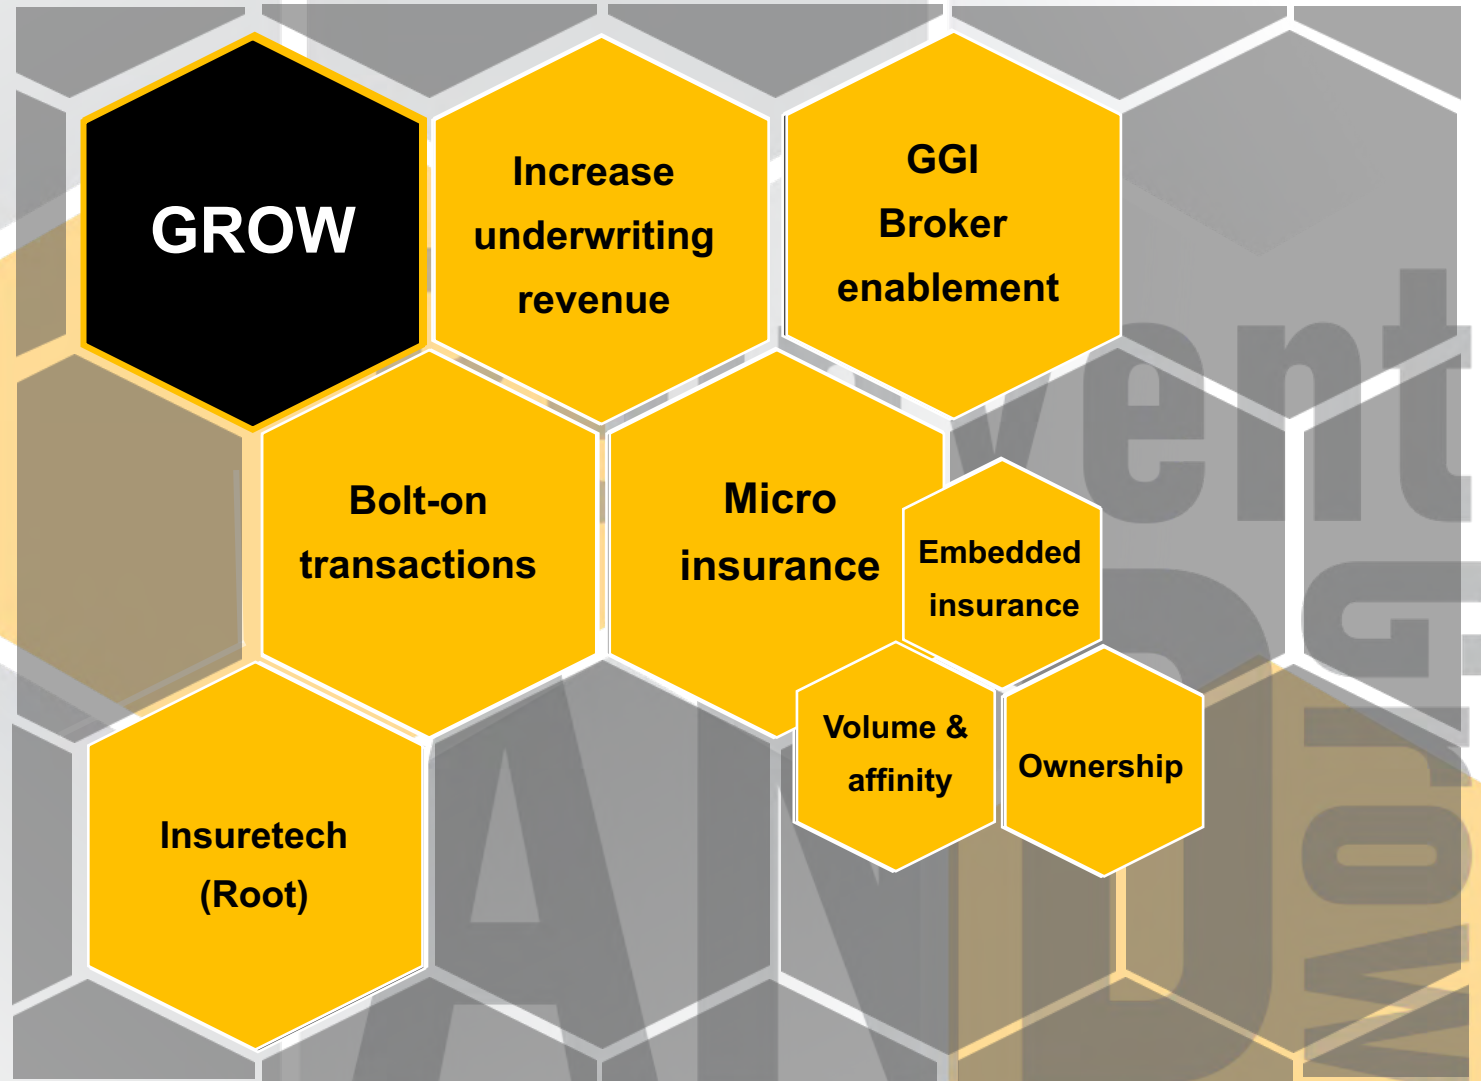 GROW
Increase
underwriting
revenue
GGI
Broker
enablement
Bolt-on
transactions
Micro
insurance
Embedded
insurance
Volume &
affinity
Ownership
Insuretech
(Root)